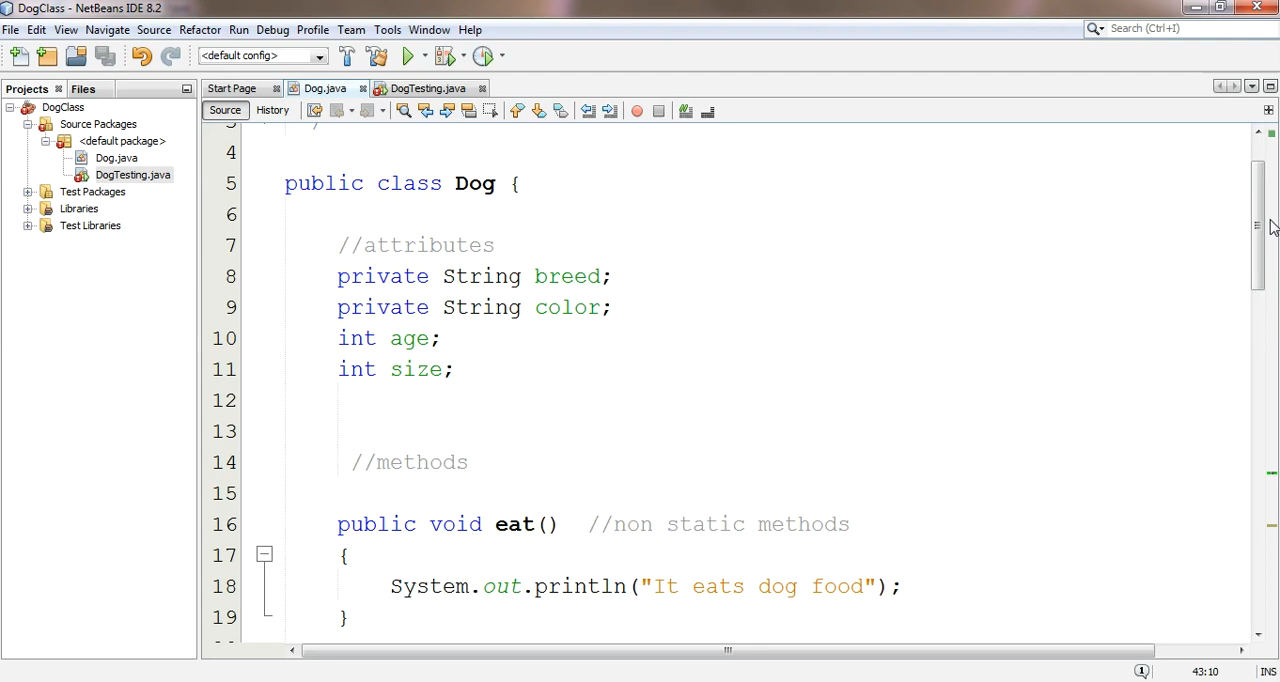 DogClass - NetBeans IDE 8.2
File Edit View Navigate Source Refactor Run Debug Profile Team Tools Window Help
Search (Ctrl+I)
<default config>
Projects Files
Start Page Dog.java DogTesting.java
Source History
DogClass
Source Packages
<default package>
Dog.java
DogTesting.java
Test Packages
Libraries
Test Libraries
4
5 public class Dog {
6
7 //attributes
8 private String breed;
9 private String color;
10 int age;
11 int size;
12
13
14 //methods
15
16 public void eat() //non static methods
17 {
18 System.out.println("It eats dog food");
19 }
1
43:10 INS